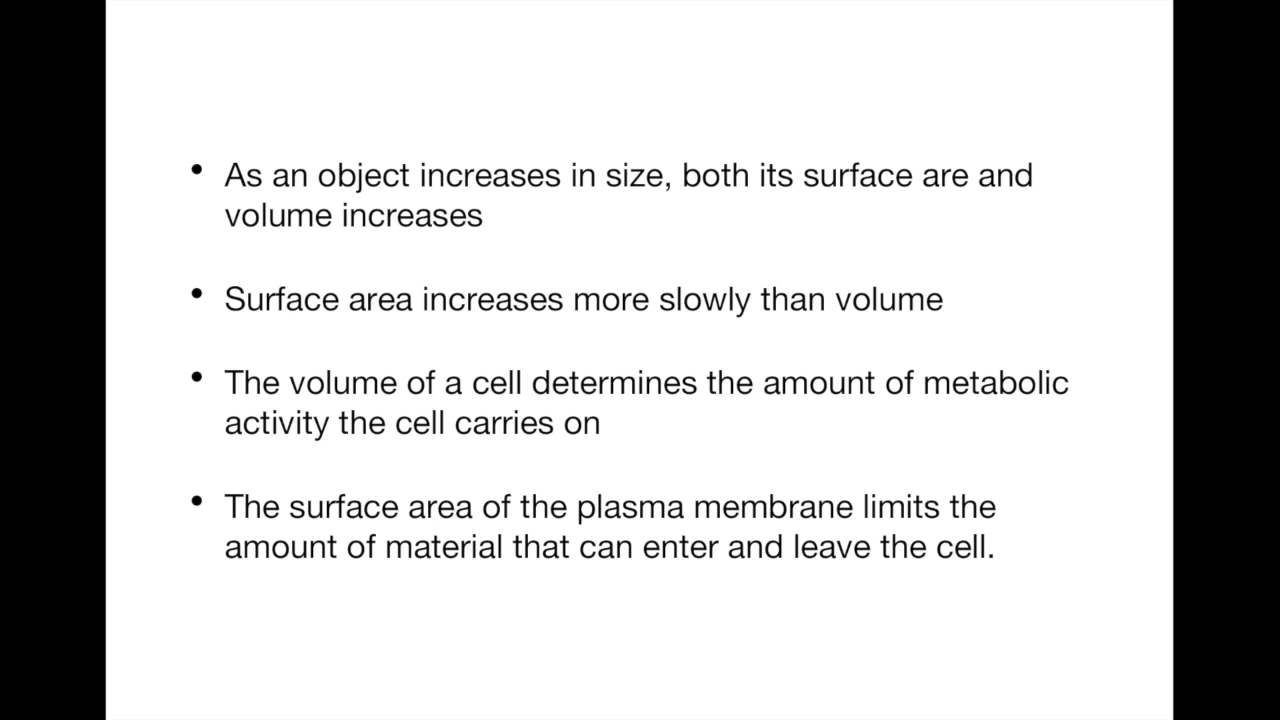 • As an object increases in size, both its surface are and
volume increases
• Surface area increases more slowly than volume
• The volume of a cell determines the amount of metabolic
activity the cell carries on
• The surface area of the plasma membrane limits the
amount of material that can enter and leave the cell.